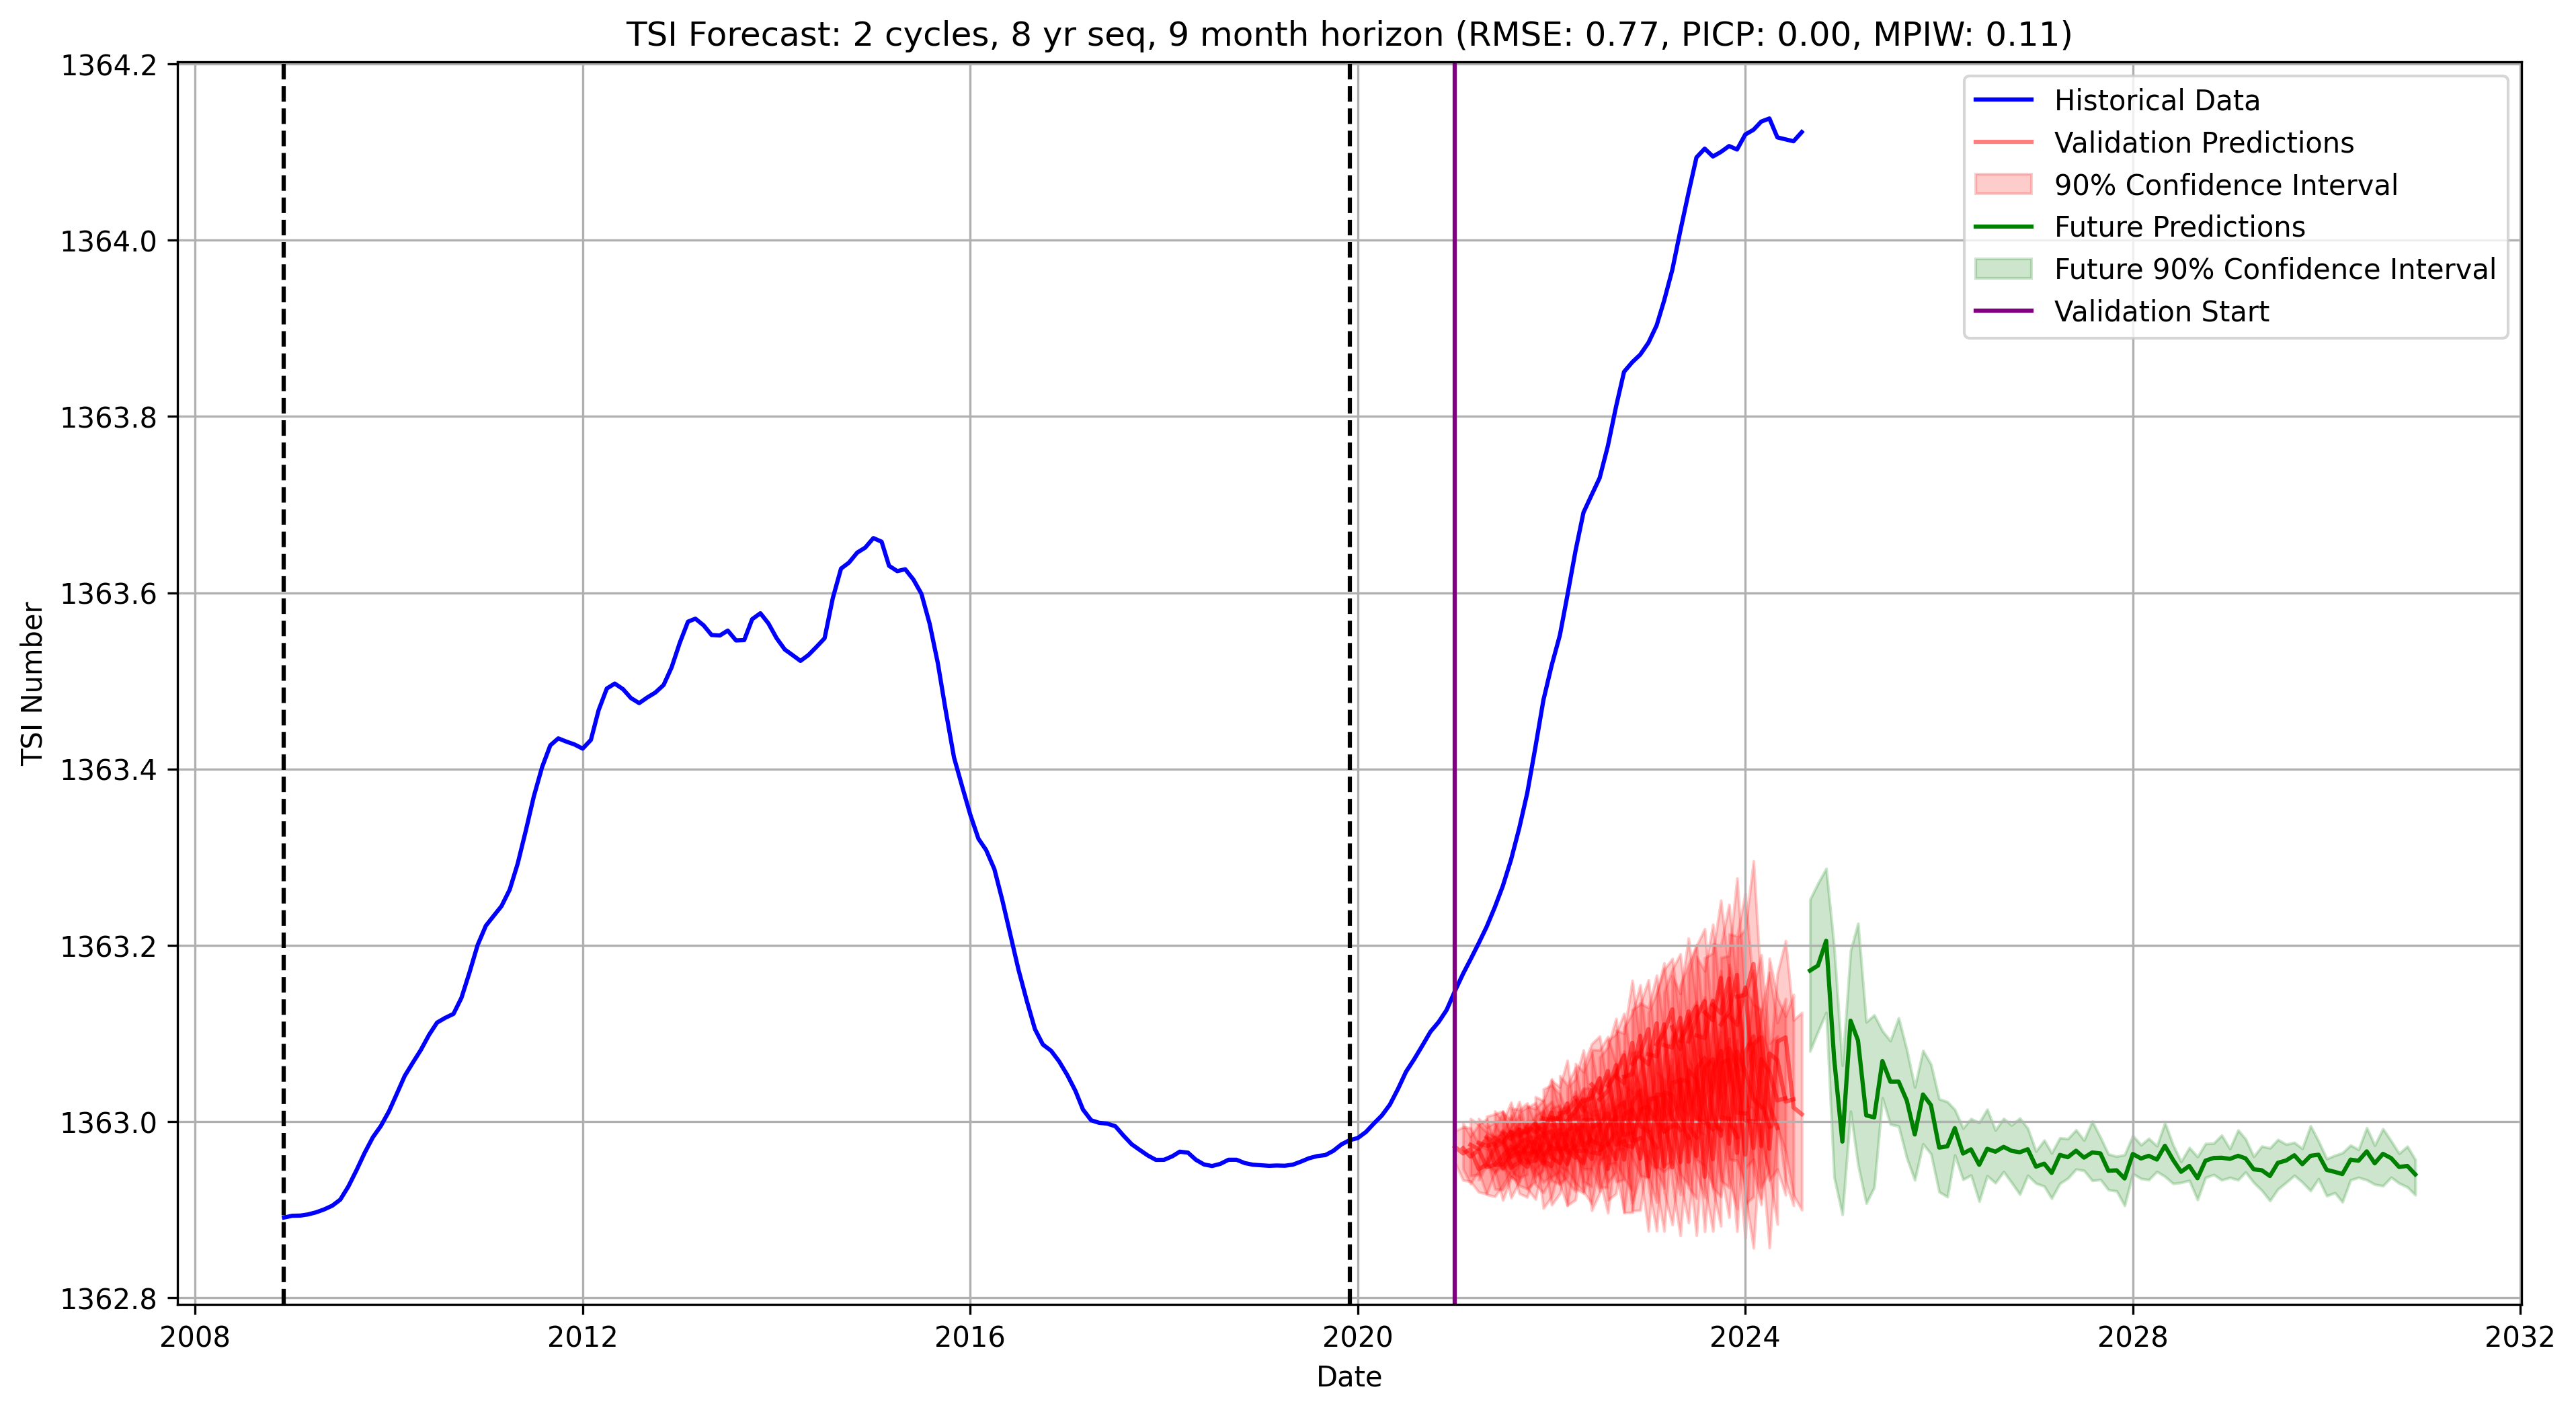 TSI Forecast: 2 cycles, 8 yr seq, 9 month horizon (RMSE: 0.77, PICP: 0.00, MPIW: 0.11)
Historical Data
Validation Predictions
90% Confidence Interval
Future Predictions
Future 90% Confidence Interval
Validation Start
TSI Number
1364.2
1364.0
1363.8
1363.6
1363.4
1363.2
1363.0
1362.8
2008
2012
2016
2020
2024
2028
2032
Date